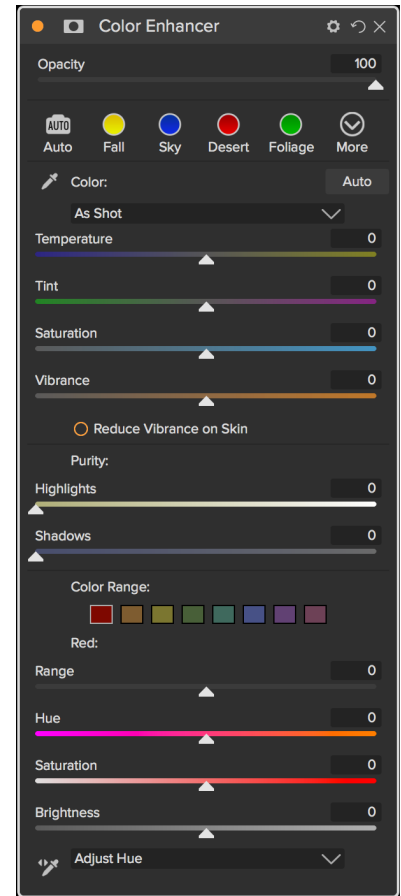 Color Enhancer
Opacity 100
AUTO
Auto Fall Sky Desert Foliage More
Color: Auto
As Shot
Temperature 0
Tint 0
Saturation 0
Vibrance 0
Reduce Vibrance on Skin
Purity:
Highlights 0
Shadows 0
Color Range:
Red:
Range 0
Hue 0
Saturation 0
Brightness 0
Adjust Hue